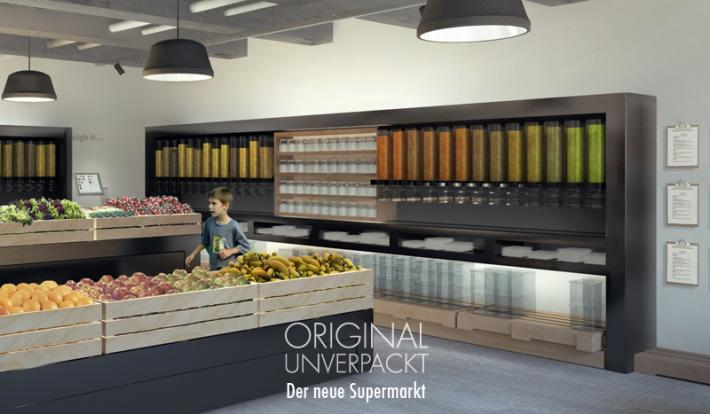 ORIGINAL
UNVERPACKT
Der neue Supermarkt